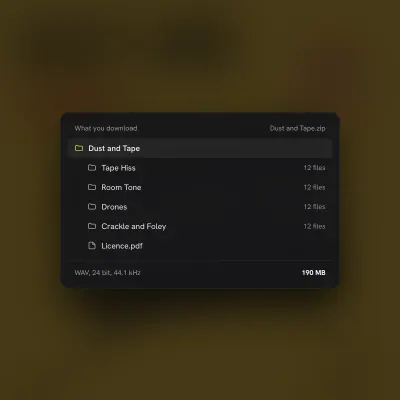 What you download Dust and Tape.zip
Dust and Tape
Tape Hiss 12 files
Room Tone 12 files
Drones 12 files
Crackle and Foley 12 files
Licence.pdf
WAV, 24 bit, 44.1 kHz 190 MB